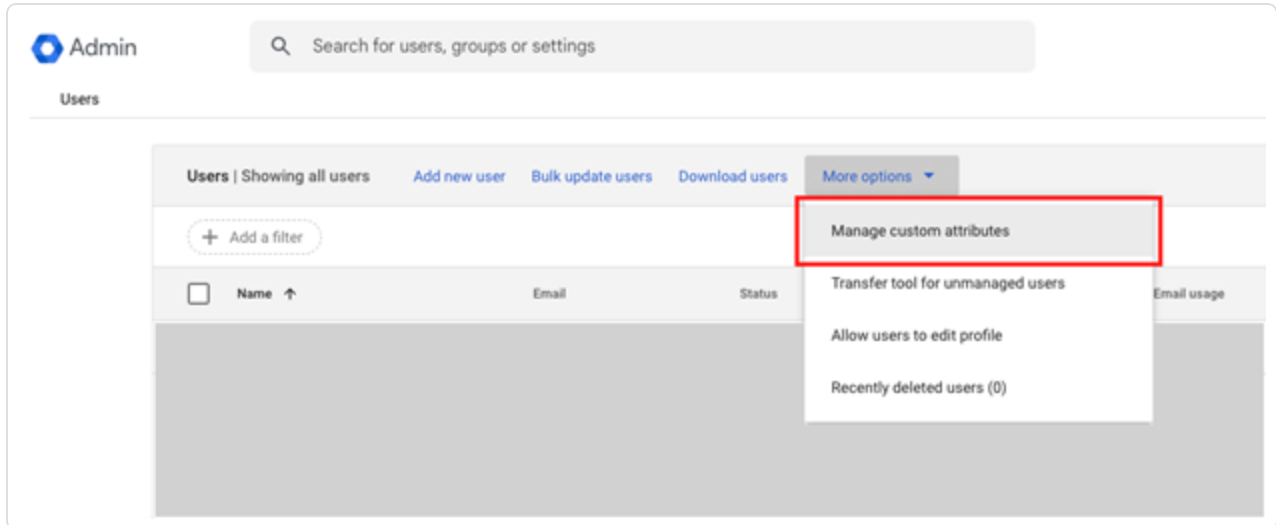 Admin
Search for users, groups or settings
Users
Users | Showing all users Add new user Bulk update users Download users More options
+ Add a filter
Manage custom attributes
Name Email Status Email usage
Transfer tool for unmanaged users
Allow users to edit profile
Recently deleted users (0)